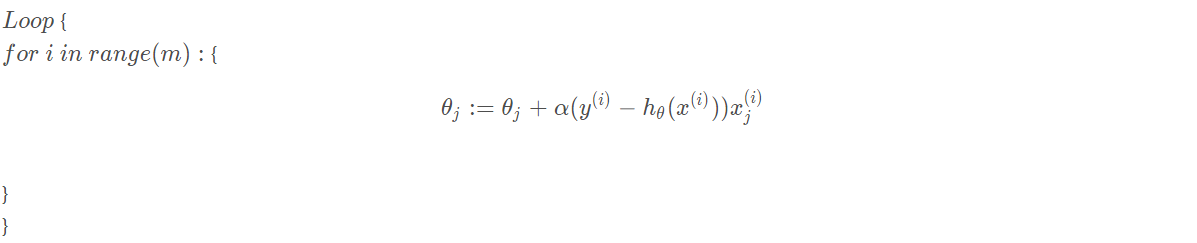 Loop {
for i in range(m) : {
θ_j := θ_j + α(y^{(i)} − h_θ(x^{(i)}))x_j^{(i)}
}
}